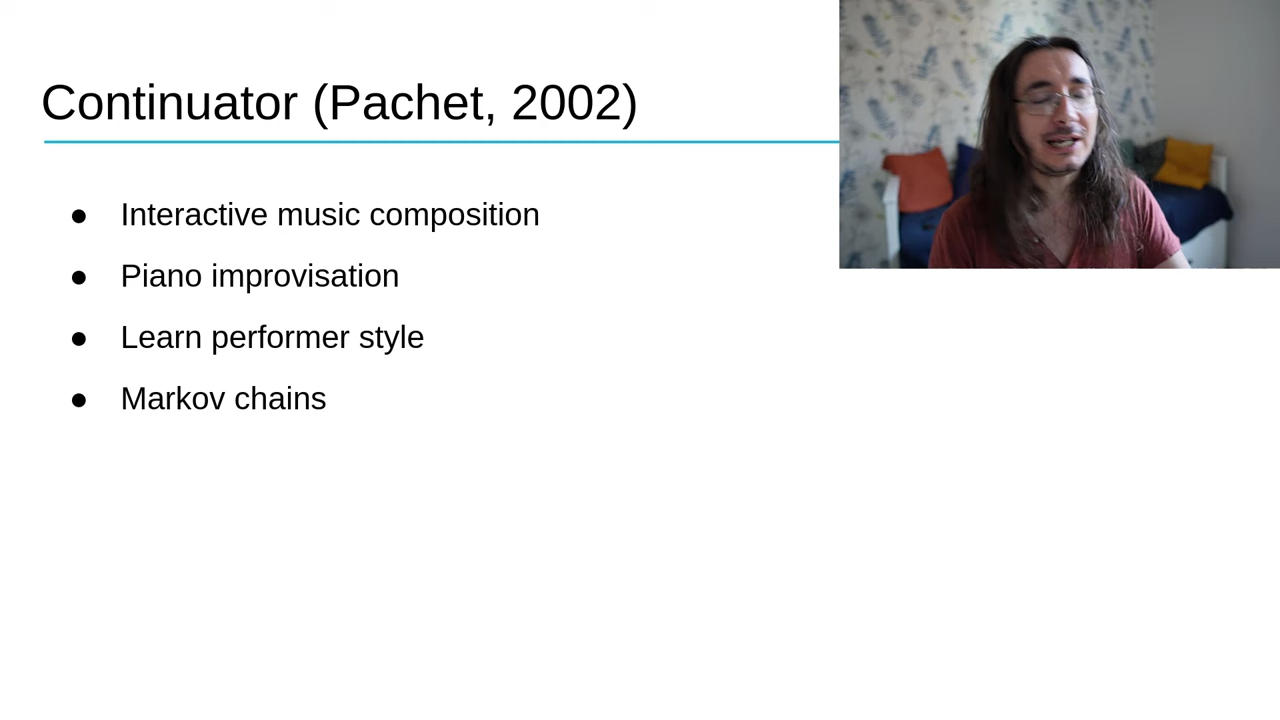 Continuator (Pachet, 2002)
● Interactive music composition
● Piano improvisation
● Learn performer style
● Markov chains